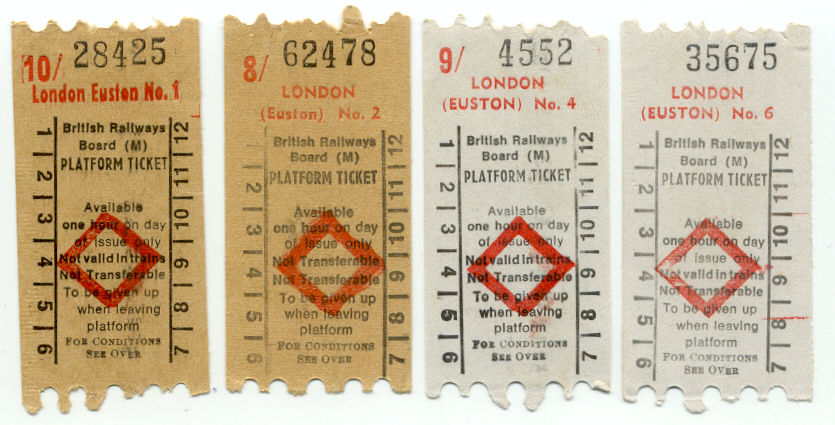 10/ 28425
London Euston No. 1
British Railways
Board (M)
PLATFORM TICKET
Available
one hour on day
of issue only
Not valid in trains
Not Transferable
To be given up
when leaving
platform
FOR CONDITIONS
SEE OVER
1 2 3 4 5 6
7 8 9 10 11 12
8/ 62478
LONDON
(Euston) No. 2
British Railways
Board (M)
PLATFORM TICKET
Available
one hour on day
of issue only
Not Transferable
Not Transferable
To be given up
when leaving
platform
FOR CONDITIONS
SEE OVER
1 2 3 4 5 6
7 8 9 10 11 12
9/ 4552
LONDON
(EUSTON) No. 4
British Railways
Board (M)
PLATFORM TICKET
Available
one hour on day
of issue only
Not valid in trains
Not Transferable
To be given up
when leaving
platform
FOR CONDITIONS
SEE OVER
1 2 3 4 5 6
7 8 9 10 11 12
35675
LONDON
(EUSTON) No. 6
British Railways
Board (M)
PLATFORM TICKET
Available
one hour on day
of issue only
Not valid in trains
Not Transferable
To be given up
when leaving
platform
FOR CONDITIONS
SEE OVER
1 2 3 4 5 6
7 8 9 10 11 12